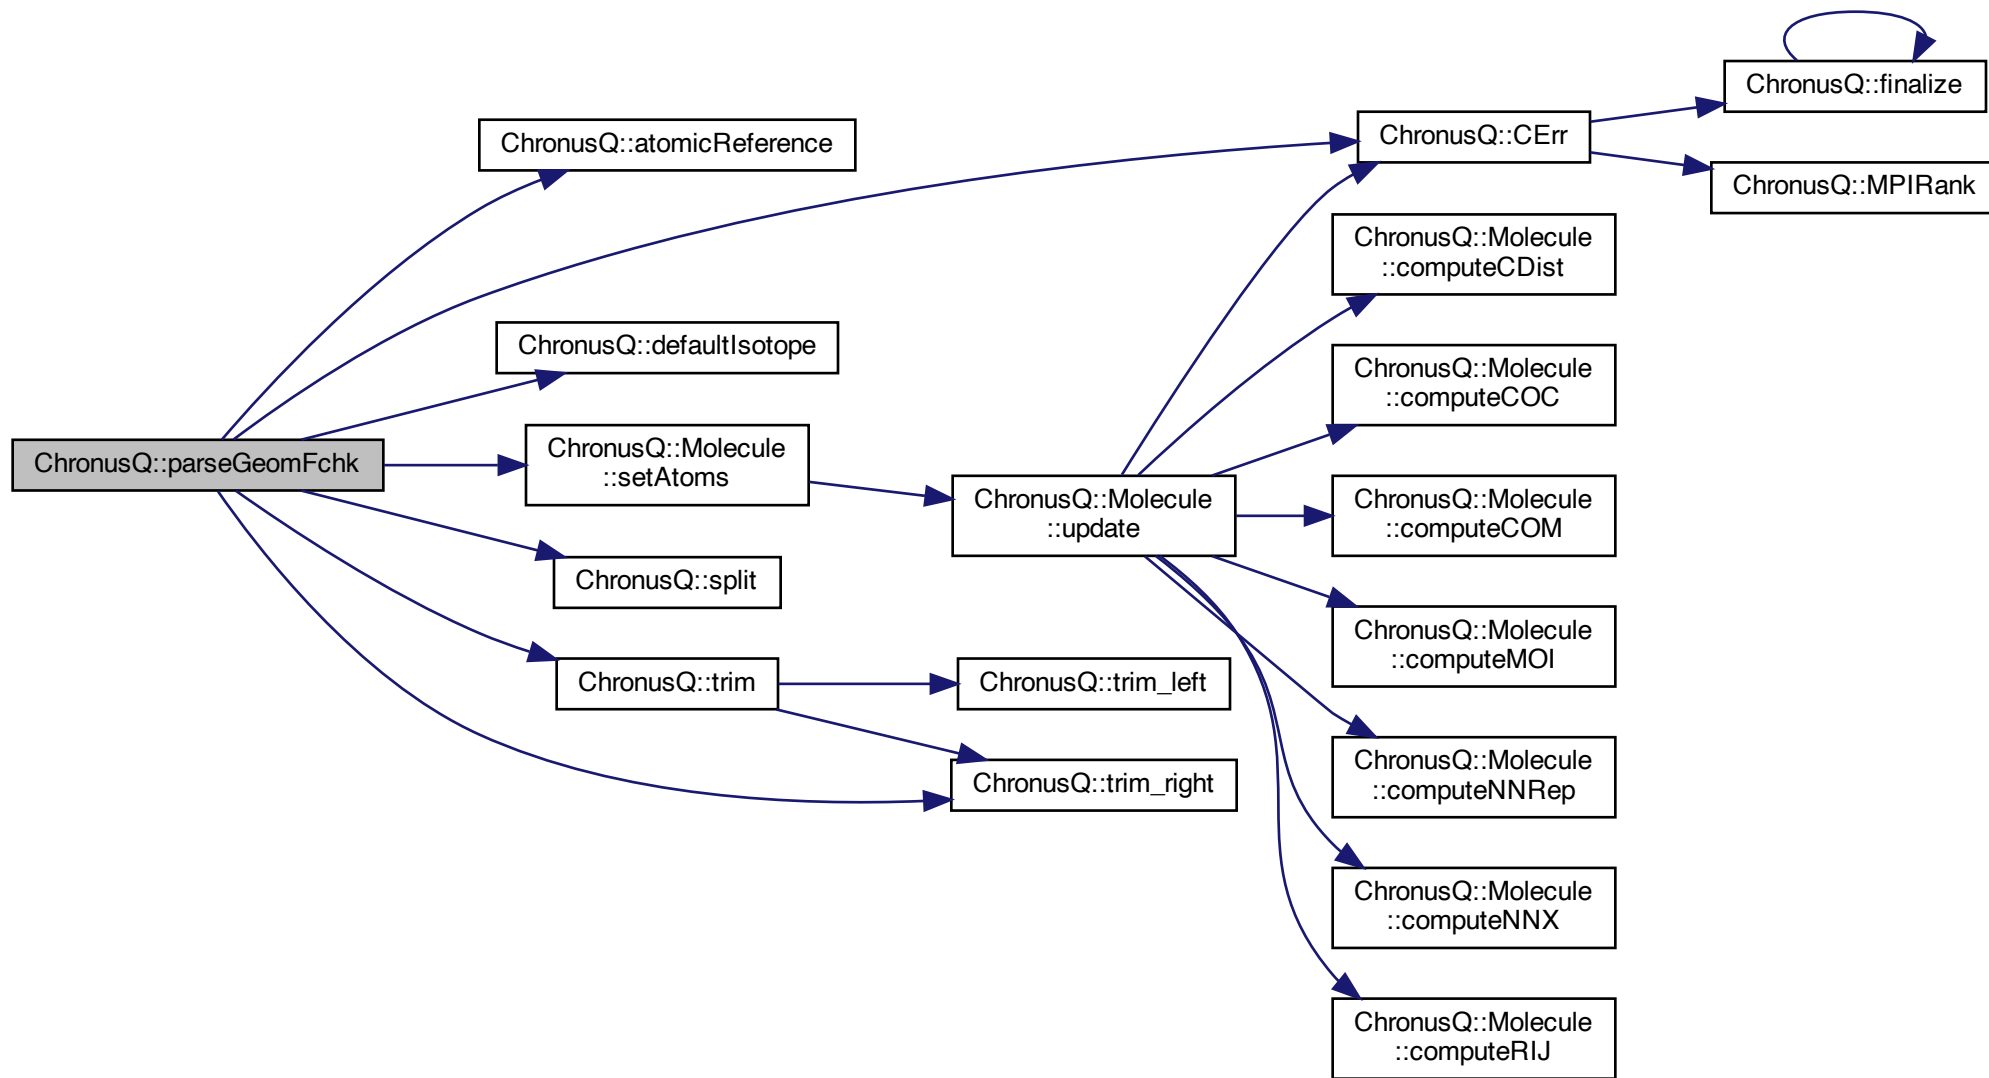 ChronusQ::parseGeomFchk
ChronusQ::atomicReference
ChronusQ::CErr
ChronusQ::finalize
ChronusQ::MPIRank
ChronusQ::defaultIsotope
ChronusQ::Molecule
::setAtoms
ChronusQ::Molecule
::update
ChronusQ::Molecule
::computeCDist
ChronusQ::Molecule
::computeCOC
ChronusQ::Molecule
::computeCOM
ChronusQ::Molecule
::computeMOI
ChronusQ::Molecule
::computeNNRep
ChronusQ::Molecule
::computeNNX
ChronusQ::Molecule
::computeRIJ
ChronusQ::split
ChronusQ::trim
ChronusQ::trim_left
ChronusQ::trim_right